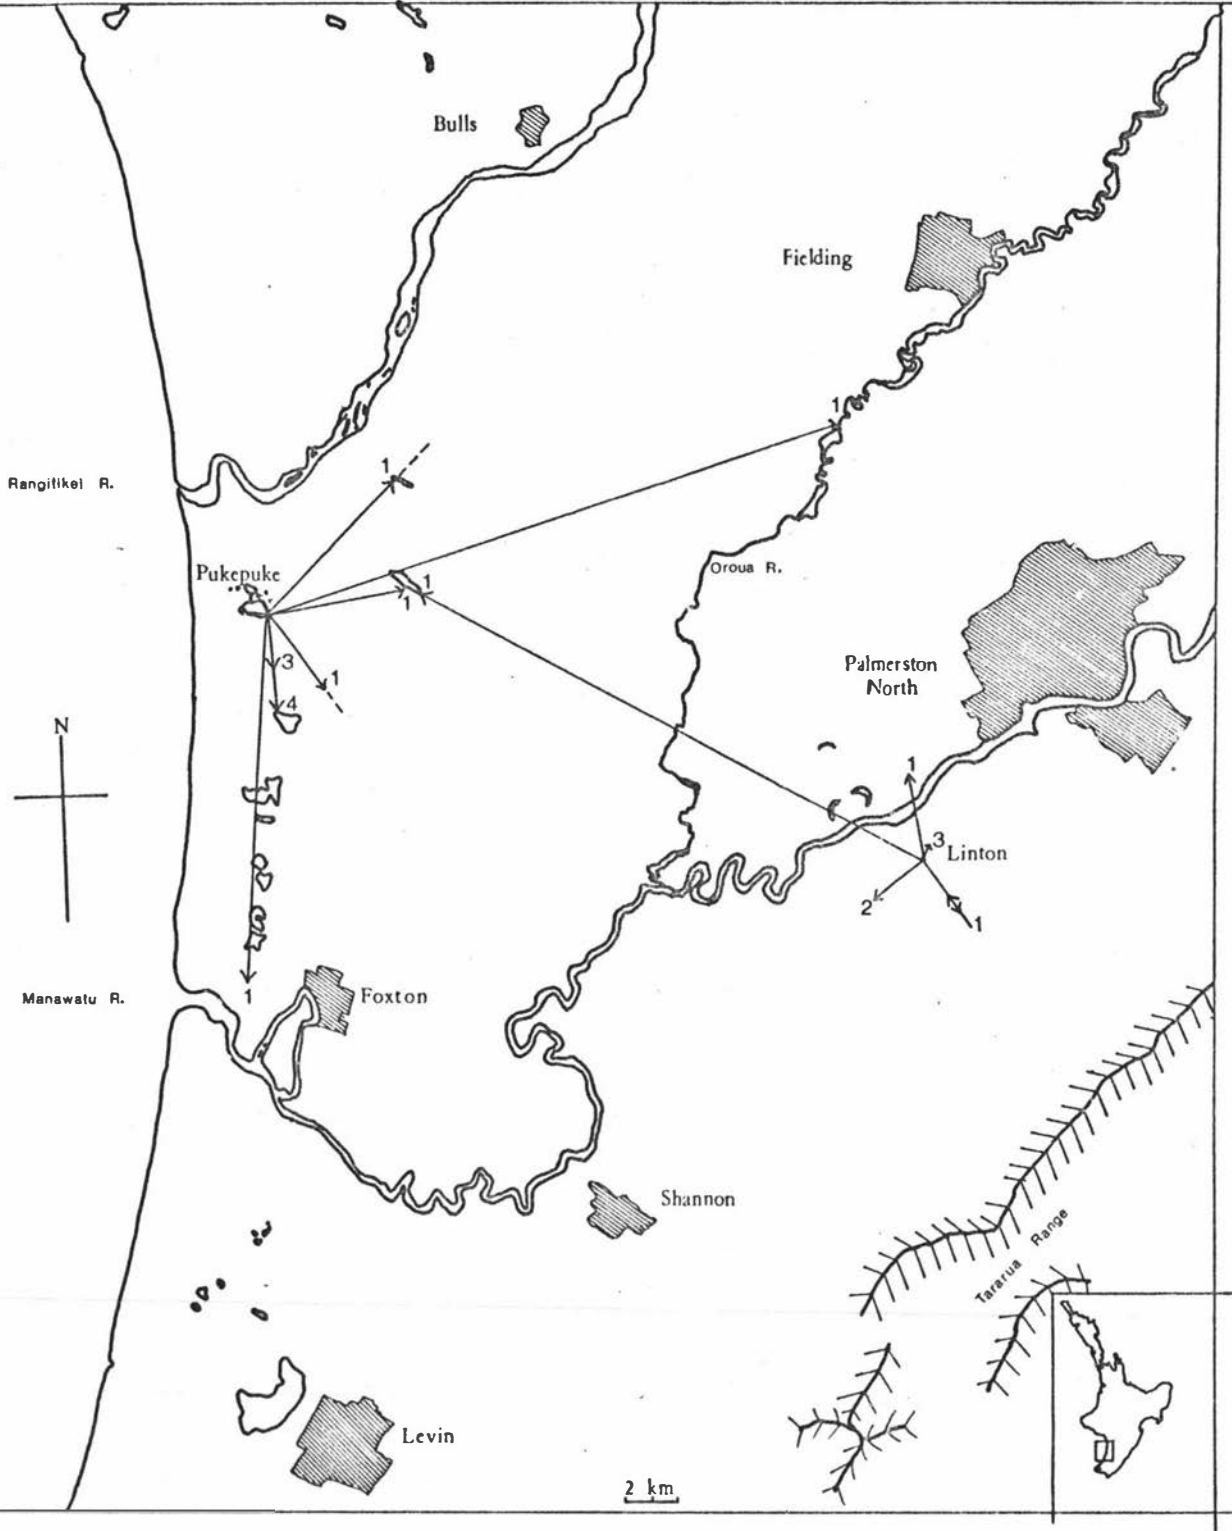 Bulls
Fielding
1
Rangitikei R.
1
Pukepuke
1
1
Oroua R.
3
1
4
Palmerston
North
N
1
3
Linton
2
1
1
Manawatu R.
Foxton
Shannon
Tararua Range
Levin
2 km